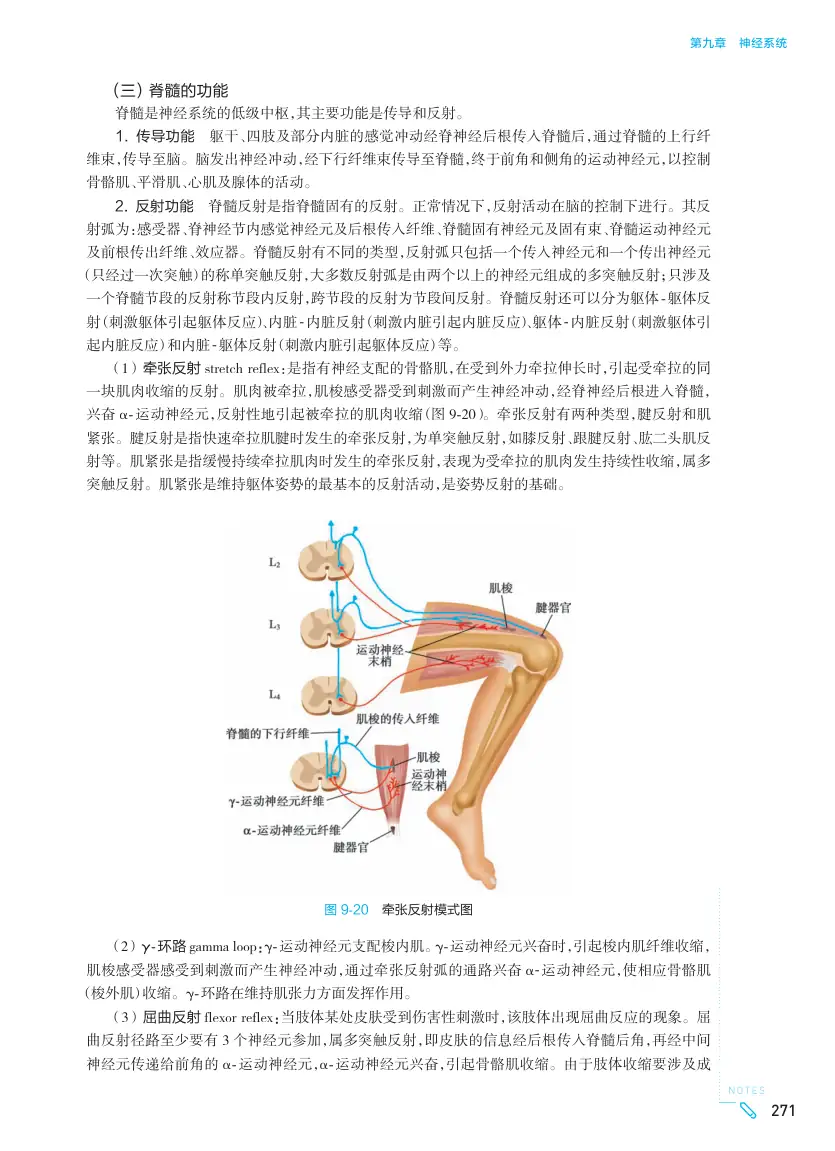 第九章 神经系统
（三）脊髓的功能
脊髓是神经系统的低级中枢，其主要功能是传导和反射。
1. 传导功能 躯干、四肢及部分内脏的感觉冲动经脊神经后根传入脊髓后，通过脊髓的上行纤
维束，传导至脑。脑发出神经冲动，经下行纤维束传导至脊髓，终于前角和侧角的运动神经元，以控制
骨骼肌、平滑肌、心肌及腺体的活动。
2. 反射功能 脊髓反射是指脊髓固有的反射。正常情况下，反射活动在脑的控制下进行。其反
射弧为：感受器、脊神经节内感觉神经元及后根传入纤维、脊髓固有神经元及固有束、脊髓运动神经元
及前根传出纤维、效应器。脊髓反射有不同的类型，反射弧只包括一个传入神经元和一个传出神经元
（只经过一次突触）的称单突触反射，大多数反射弧是由两个以上的神经元组成的多突触反射；只涉及
一个脊髓节段的反射称节段内反射，跨节段的反射为节段间反射。脊髓反射还可以分为躯体-躯体反
射（刺激躯体引起躯体反应）、内脏-内脏反射（刺激内脏引起内脏反应）、躯体-内脏反射（刺激躯体引
起内脏反应）和内脏-躯体反射（刺激内脏引起躯体反应）等。
（1）牵张反射 stretch reflex：是指有神经支配的骨骼肌，在受到外力牵拉伸长时，引起受牵拉的同
一块肌肉收缩的反射。肌肉被牵拉，肌梭感受器受到刺激而产生神经冲动，经脊神经后根进入脊髓，
兴奋 α-运动神经元，反射性地引起被牵拉的肌肉收缩（图 9-20）。牵张反射有两种类型，腱反射和肌
紧张。腱反射是指快速牵拉肌腱时发生的牵张反射，为单突触反射，如膝反射、跟腱反射、肱二头肌反
射等。肌紧张是指缓慢持续牵拉肌肉时发生的牵张反射，表现为受牵拉的肌肉发生持续性收缩，属多
突触反射。肌紧张是维持躯体姿势的最基本的反射活动，是姿势反射的基础。
L2
肌梭
腱器官
L3
运动神经
末梢
L4
肌梭的传入纤维
脊髓的下行纤维
肌梭
运动神
经末梢
γ-运动神经元纤维
α-运动神经元纤维
腱器官
图 9-20 牵张反射模式图
（2）γ-环路 gamma loop：γ-运动神经元支配梭内肌。γ-运动神经元兴奋时，引起梭内肌纤维收缩，
肌梭感受器感受到刺激而产生神经冲动，通过牵张反射弧的通路兴奋 α-运动神经元，使相应骨骼肌
（梭外肌）收缩。γ-环路在维持肌张力方面发挥作用。
（3）屈曲反射 flexor reflex：当肢体某处皮肤受到伤害性刺激时，该肢体出现屈曲反应的现象。屈
曲反射径路至少要有 3 个神经元参加，属多突触反射，即皮肤的信息经后根传入脊髓后角，再经中间
神经元传递给前角的 α-运动神经元，α-运动神经元兴奋，引起骨骼肌收缩。由于肢体收缩要涉及成
NOTES
271